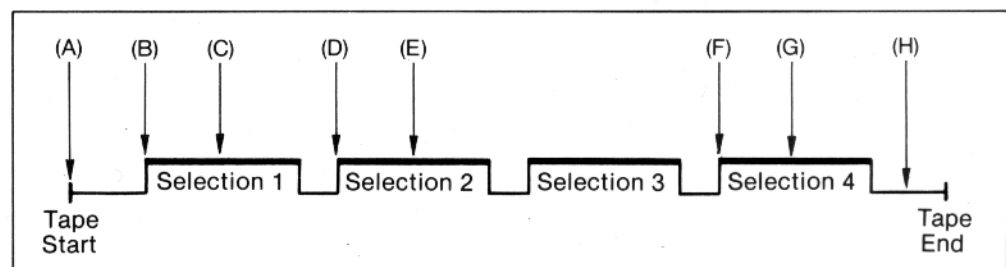 (A) (B) (C) (D) (E) (F) (G) (H)
Selection 1 Selection 2 Selection 3 Selection 4
Tape Start Tape End